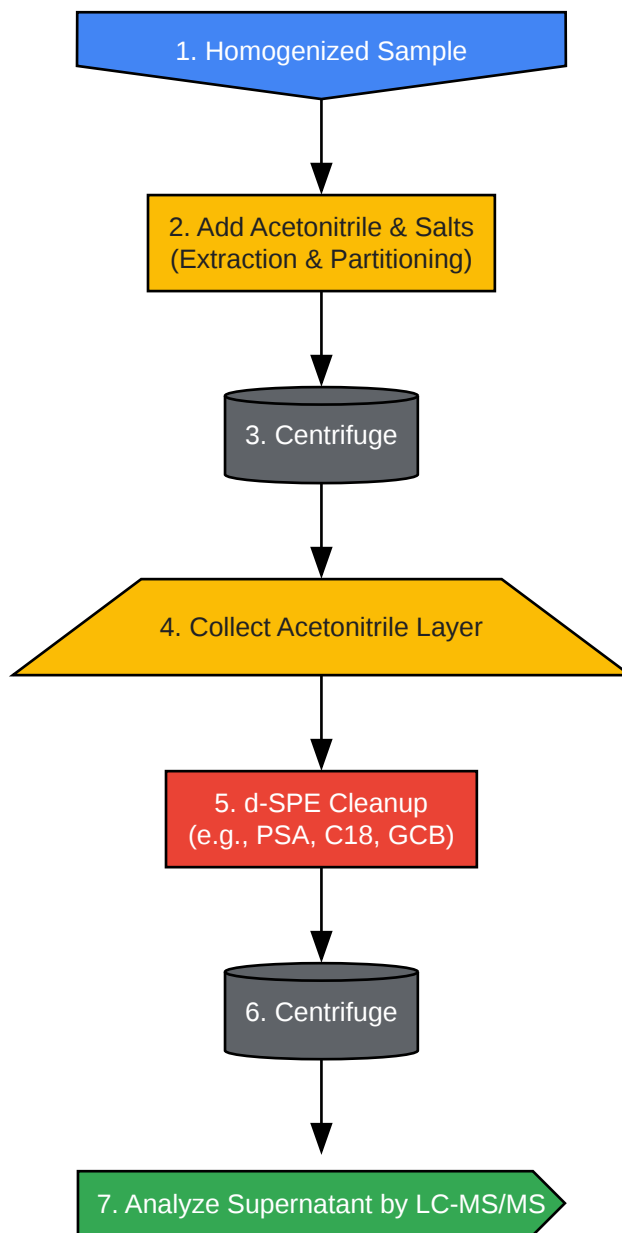 1. Homogenized Sample
2. Add Acetonitrile & Salts
(Extraction & Partitioning)
3. Centrifuge
4. Collect Acetonitrile Layer
5. d-SPE Cleanup
(e.g., PSA, C18, GCB)
6. Centrifuge
7. Analyze Supernatant by LC-MS/MS